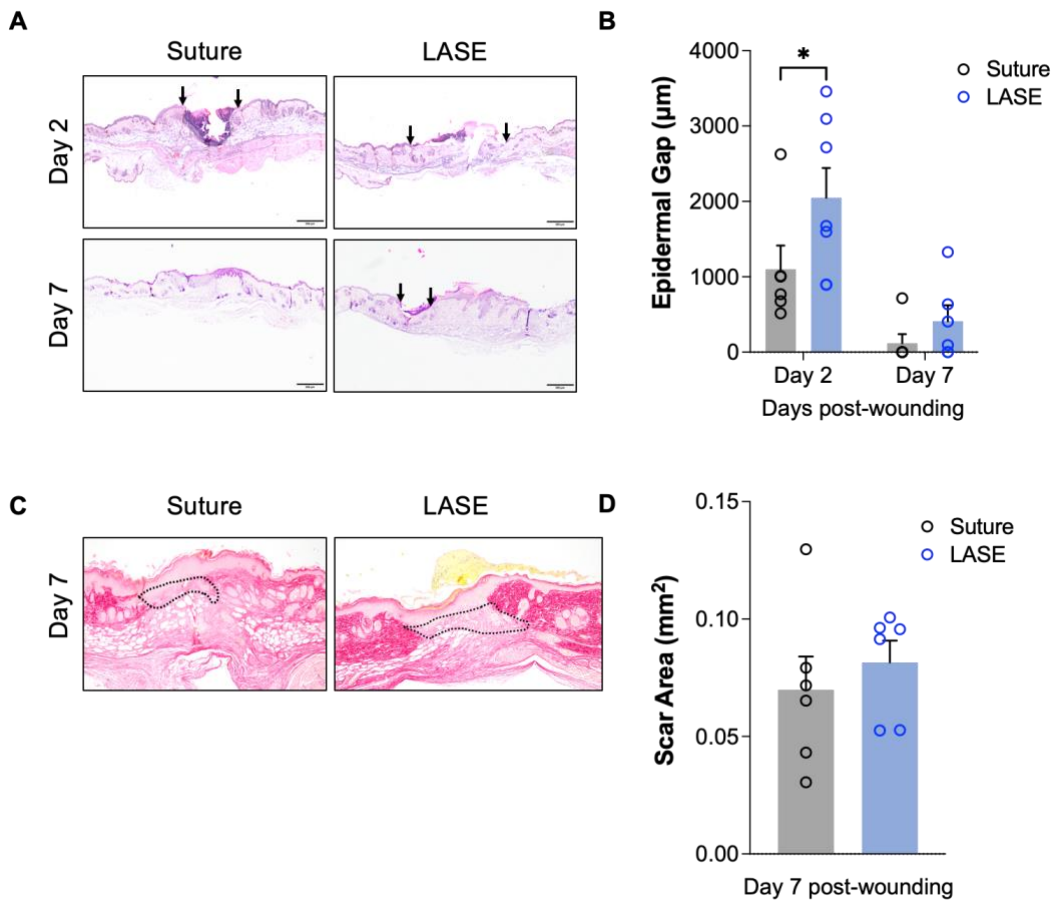 A
Suture
LASE
Day 2
Day 7
B
4000
3000
2000
1000
0
Epidermal Gap (μm)
*
Suture
LASE
Day 2
Day 7
Days post-wounding
C
Suture
LASE
Day 7
D
0.15
0.10
0.05
0.00
Scar Area (mm²)
Suture
LASE
Day 7 post-wounding